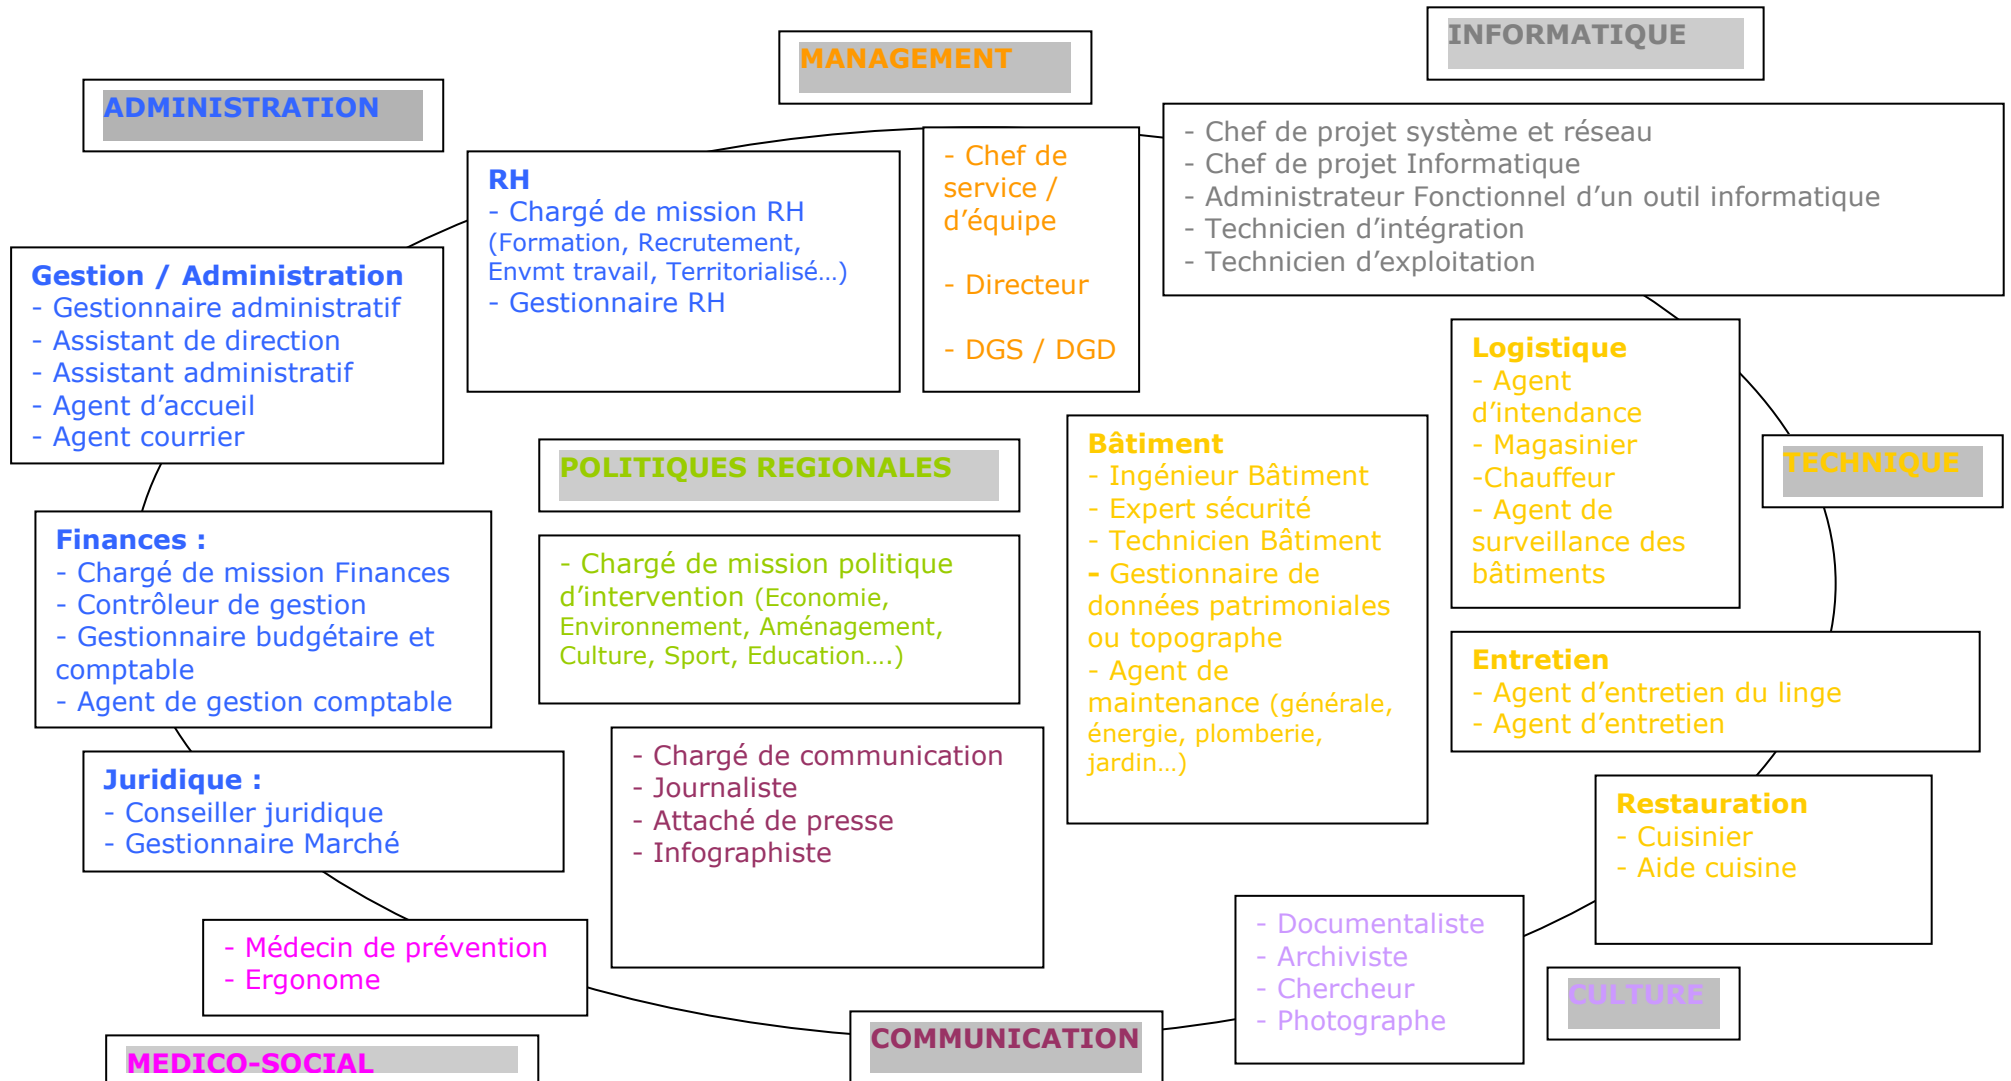 INFORMATIQUE
MANAGEMENT
ADMINISTRATION
- Chef de projet système et réseau
- Chef de projet Informatique
- Administrateur Fonctionnel d’un outil informatique
- Technicien d’intégration
- Technicien d’exploitation
- Chef de
service /
d’équipe
- Directeur
- DGS / DGD
RH
- Chargé de mission RH
(Formation, Recrutement,
Envmt travail, Territorialisé…)
- Gestionnaire RH
Gestion / Administration
- Gestionnaire administratif
- Assistant de direction
- Assistant administratif
- Agent d’accueil
- Agent courrier
Logistique
- Agent
d’intendance
- Magasinier
-Chauffeur
- Agent de
surveillance des
bâtiments
TECHNIQUE
Bâtiment
- Ingénieur Bâtiment
- Expert sécurité
- Technicien Bâtiment
- Gestionnaire de
données patrimoniales
ou topographe
- Agent de
maintenance (générale,
énergie, plomberie,
jardin…)
POLITIQUES REGIONALES
- Chargé de mission politique
d’intervention (Economie,
Environnement, Aménagement,
Culture, Sport, Education….)
Finances :
- Chargé de mission Finances
- Contrôleur de gestion
- Gestionnaire budgétaire et
comptable
- Agent de gestion comptable
Entretien
- Agent d’entretien du linge
- Agent d’entretien
- Chargé de communication
- Journaliste
- Attaché de presse
- Infographiste
Juridique :
- Conseiller juridique
- Gestionnaire Marché
Restauration
- Cuisinier
- Aide cuisine
- Documentaliste
- Archiviste
- Chercheur
- Photographe
- Médecin de prévention
- Ergonome
CULTURE
COMMUNICATION
MEDICO-SOCIAL